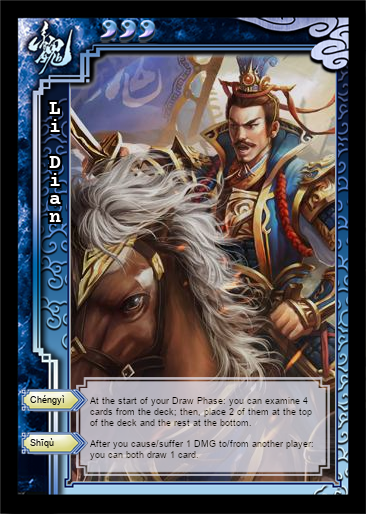 魏
Li Dian
Chéngyì
At the start of your Draw Phase: you can examine 4
cards from the deck; then, place 2 of them at the top
of the deck and the rest at the bottom.
Shīqù
After you cause/suffer 1 DMG to/from another player:
you can both draw 1 card.